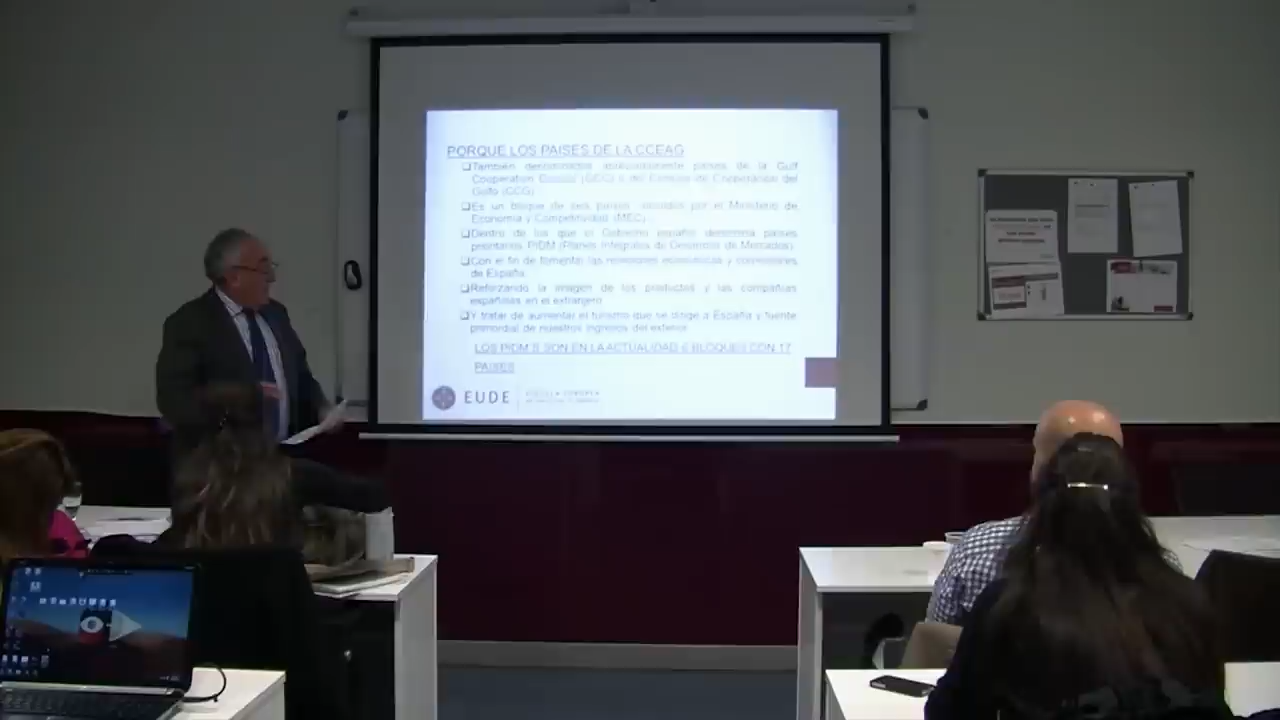 PORQUE LOS PAISES DE LA CCEAG
❑También denominados antiguamente países de la Gulf
Cooperation Council (GCC) o del Consejo de Cooperación del
Golfo (CCG).
❑Es un bloque de seis países por el Ministerio de
Economía y Competitividad (MEC).
❑Dentro de los que el Gobierno español denomina países
prioritarios PIDM (Planes Integrales de Desarrollo de Mercados).
❑Con el fin de fomentar las relaciones económicas y comerciales
de España.
❑Reforzando la imagen de los productos y las compañías
españolas en el extranjero
❑Y tratar de aumentar el turismo que se dirige a España y fuente
primordial de nuestros ingresos del exterior.
LOS PIDM´S SON EN LA ACTUALIDAD 6 BLOQUES CON 17
PAISES
EUDE
ESCUELA EUROPEA